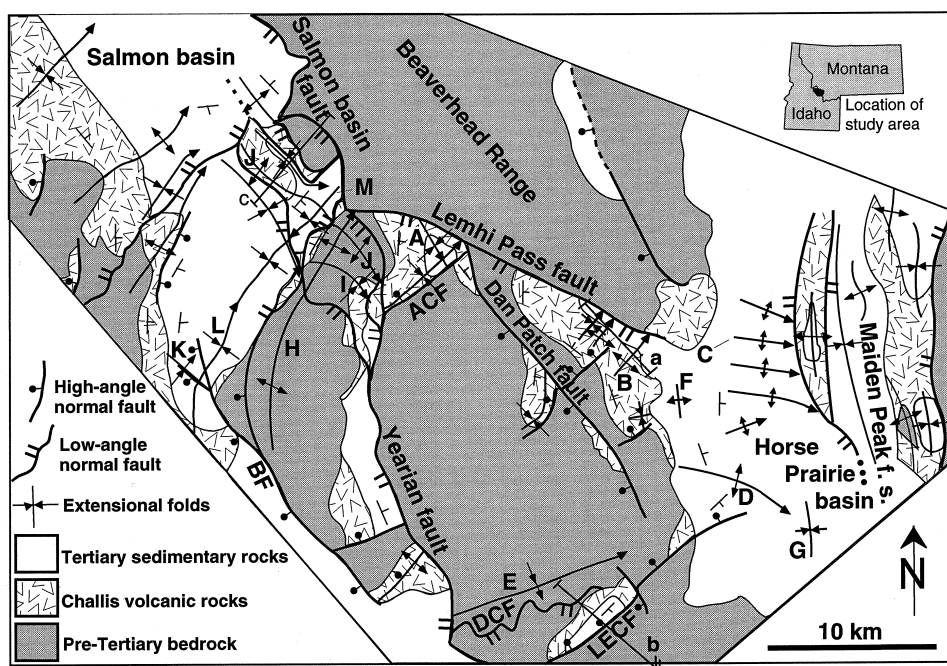 Salmon basin
Salmon basin
fault
Beaverhead Range
Montana
Idaho
Location of
study area
J
c
M
Lemhi Pass fault
A
J
I
ACF
Dan Patch fault
H
L
K
a
C
B
F
Maiden Peak f. s.
High-angle
normal fault
Low-angle
normal fault
Extensional folds
BF
Yearian fault
Horse
Prairie
basin
D
G
N
E
DCF
LECF
b
10 km
Tertiary sedimentary rocks
Challis volcanic rocks
Pre-Tertiary bedrock